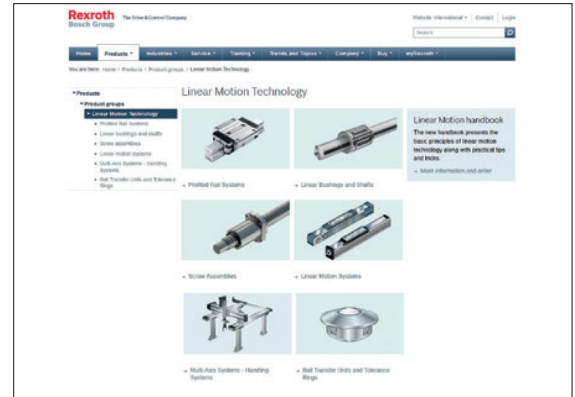 Rexroth
Bosch Group
The Drive & Control Company
Website international
Contact
Login
Search
Home
Products
Industries
Service
Training
Trends and Topics
Company
Buy
myRexroth
You are here: Home > Products > Product groups > Linear Motion Technology
Products
Product groups
Linear Motion Technology
Profiled Rail Systems
Linear bushings and shafts
Screw assemblies
Linear motion systems
Multi-Axis Systems - Handling
Systems
Ball Transfer Units and Tolerance
Rings
Linear Motion Technology
Profiled Rail Systems
Linear Bushings and Shafts
Screw Assemblies
Linear Motion Systems
Multi-Axis Systems - Handling
Systems
Ball Transfer Units and Tolerance
Rings
Linear Motion handbook
The new handbook presents the
basic principles of linear motion
technology along with practical tips
and tricks.
More information and order